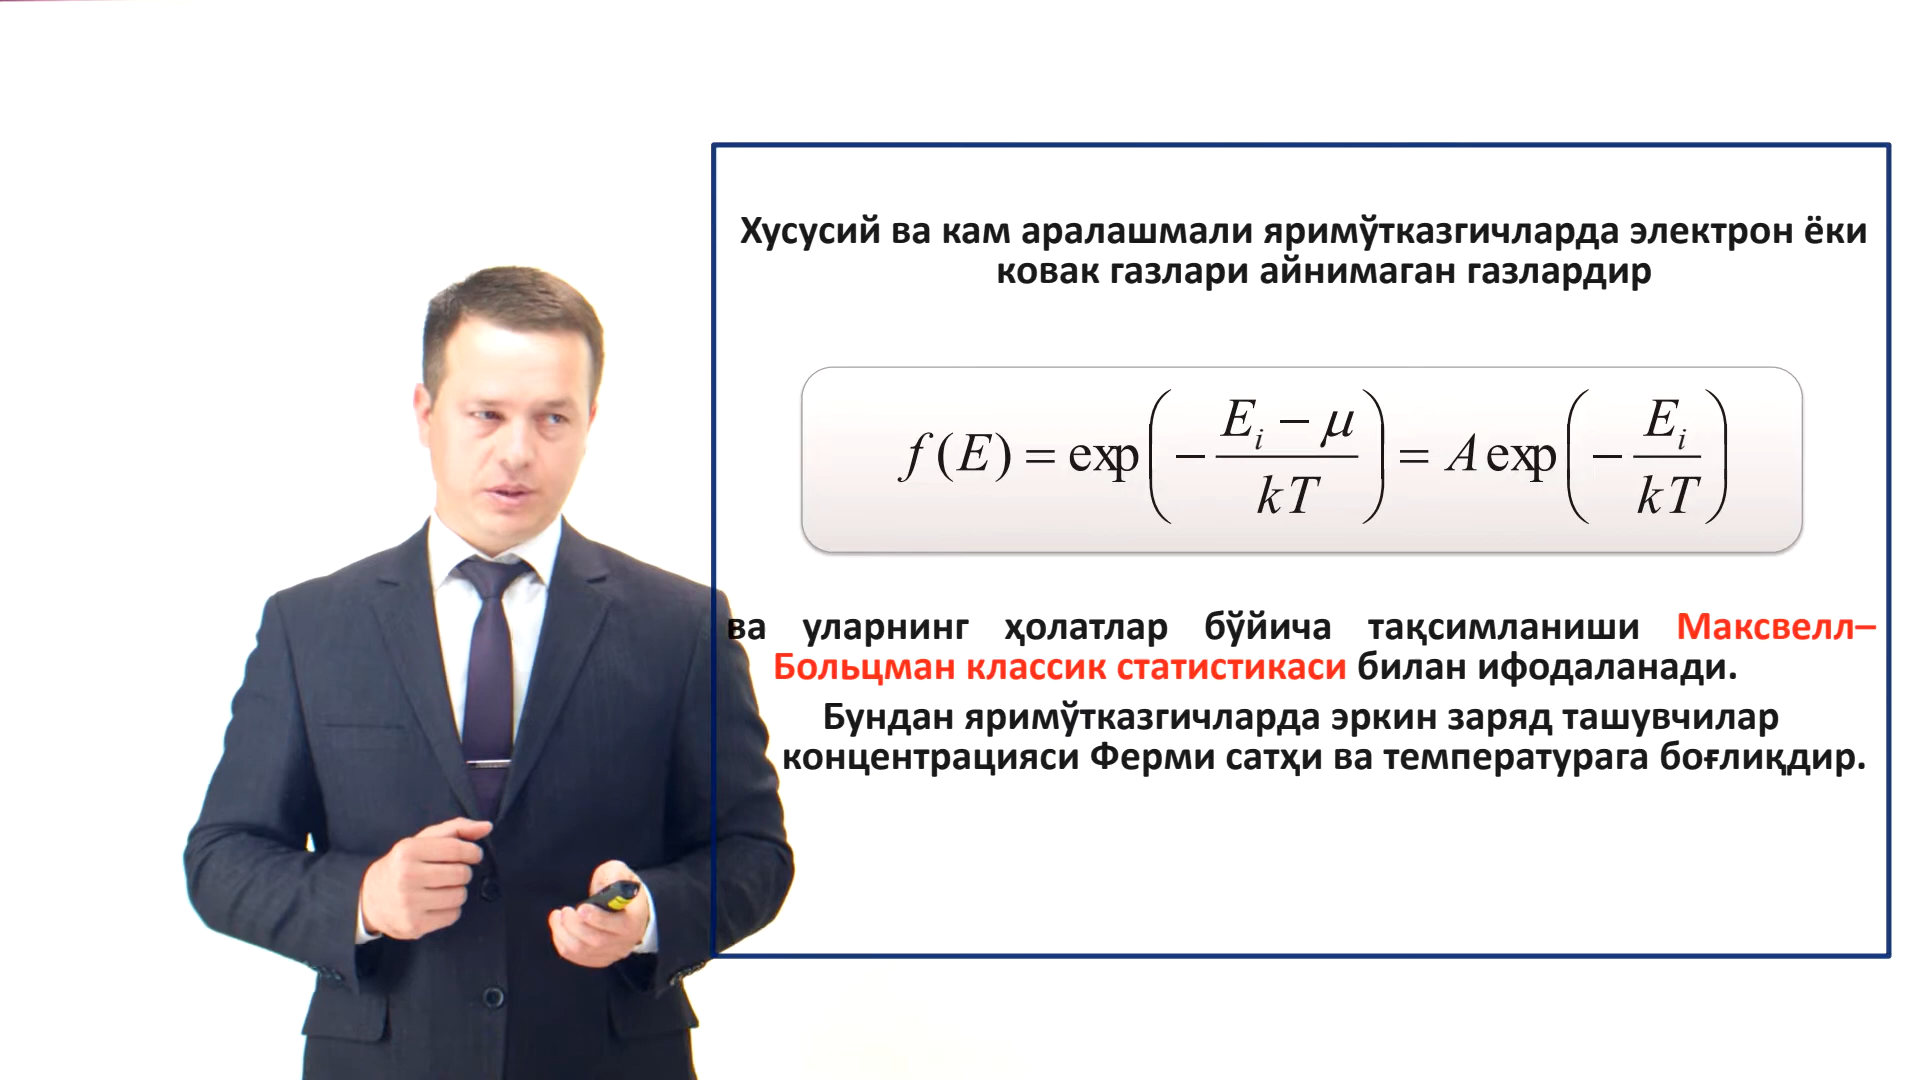 Хусусий ва кам аралашмали яримўтказгичларда электрон ёки
ковак газлари айнимаган газлардир
f(E) = exp(−(E_i − μ)/(kT)) = A exp(−E_i/(kT))
ва уларнинг ҳолатлар бўйича тақсимланиши Максвелл–
Больцман классик статистикаси билан ифодаланади.
Бундан яримўтказгичларда эркин заряд ташувчилар
концентрацияси Ферми сатҳи ва температурага боғлиқдир.